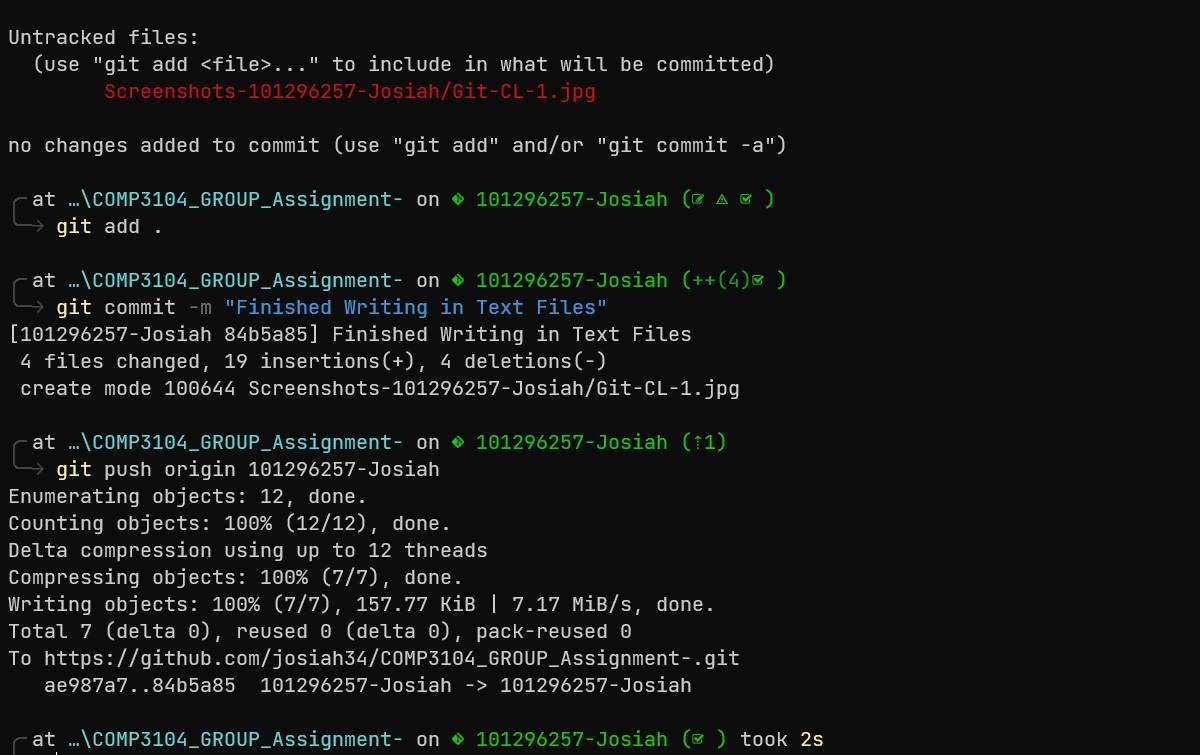 Untracked files:
(use "git add <file>..." to include in what will be committed)
Screenshots-101296257-Josiah/Git-CL-1.jpg
no changes added to commit (use "git add" and/or "git commit -a")
at …\COMP3104_GROUP_Assignment- on 101296257-Josiah ( )
git add .
at …\COMP3104_GROUP_Assignment- on 101296257-Josiah (++(4) )
git commit -m "Finished Writing in Text Files"
[101296257-Josiah 84b5a85] Finished Writing in Text Files
4 files changed, 19 insertions(+), 4 deletions(-)
create mode 100644 Screenshots-101296257-Josiah/Git-CL-1.jpg
at …\COMP3104_GROUP_Assignment- on 101296257-Josiah (⇡1)
git push origin 101296257-Josiah
Enumerating objects: 12, done.
Counting objects: 100% (12/12), done.
Delta compression using up to 12 threads
Compressing objects: 100% (7/7), done.
Writing objects: 100% (7/7), 157.77 KiB | 7.17 MiB/s, done.
Total 7 (delta 0), reused 0 (delta 0), pack-reused 0
To https://github.com/josiah34/COMP3104_GROUP_Assignment-.git
ae987a7..84b5a85 101296257-Josiah -> 101296257-Josiah
at …\COMP3104_GROUP_Assignment- on 101296257-Josiah ( ) took 2s